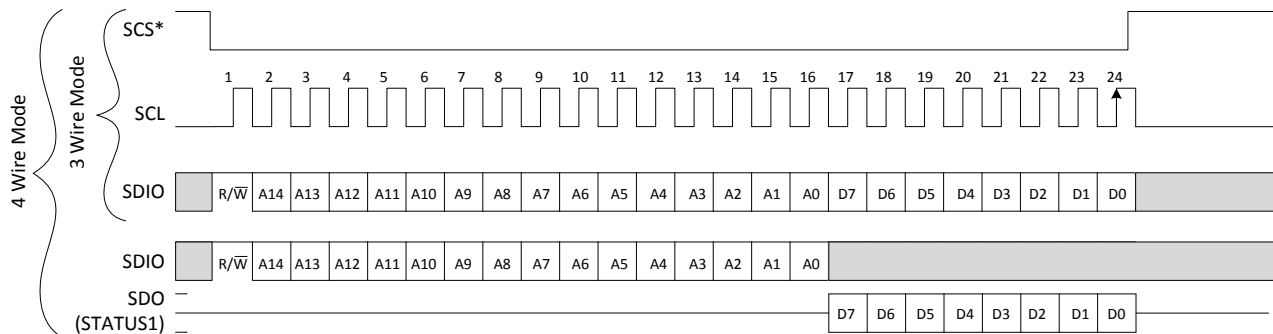 4 Wire Mode
3 Wire Mode
SCS*
1 2 3 4 5 6 7 8 9 10 11 12 13 14 15 16 17 18 19 20 21 22 23 24
SCL
SDIO R/W̅ A14 A13 A12 A11 A10 A9 A8 A7 A6 A5 A4 A3 A2 A1 A0 D7 D6 D5 D4 D3 D2 D1 D0
SDIO R/W̅ A14 A13 A12 A11 A10 A9 A8 A7 A6 A5 A4 A3 A2 A1 A0
SDO
(STATUS1) D7 D6 D5 D4 D3 D2 D1 D0